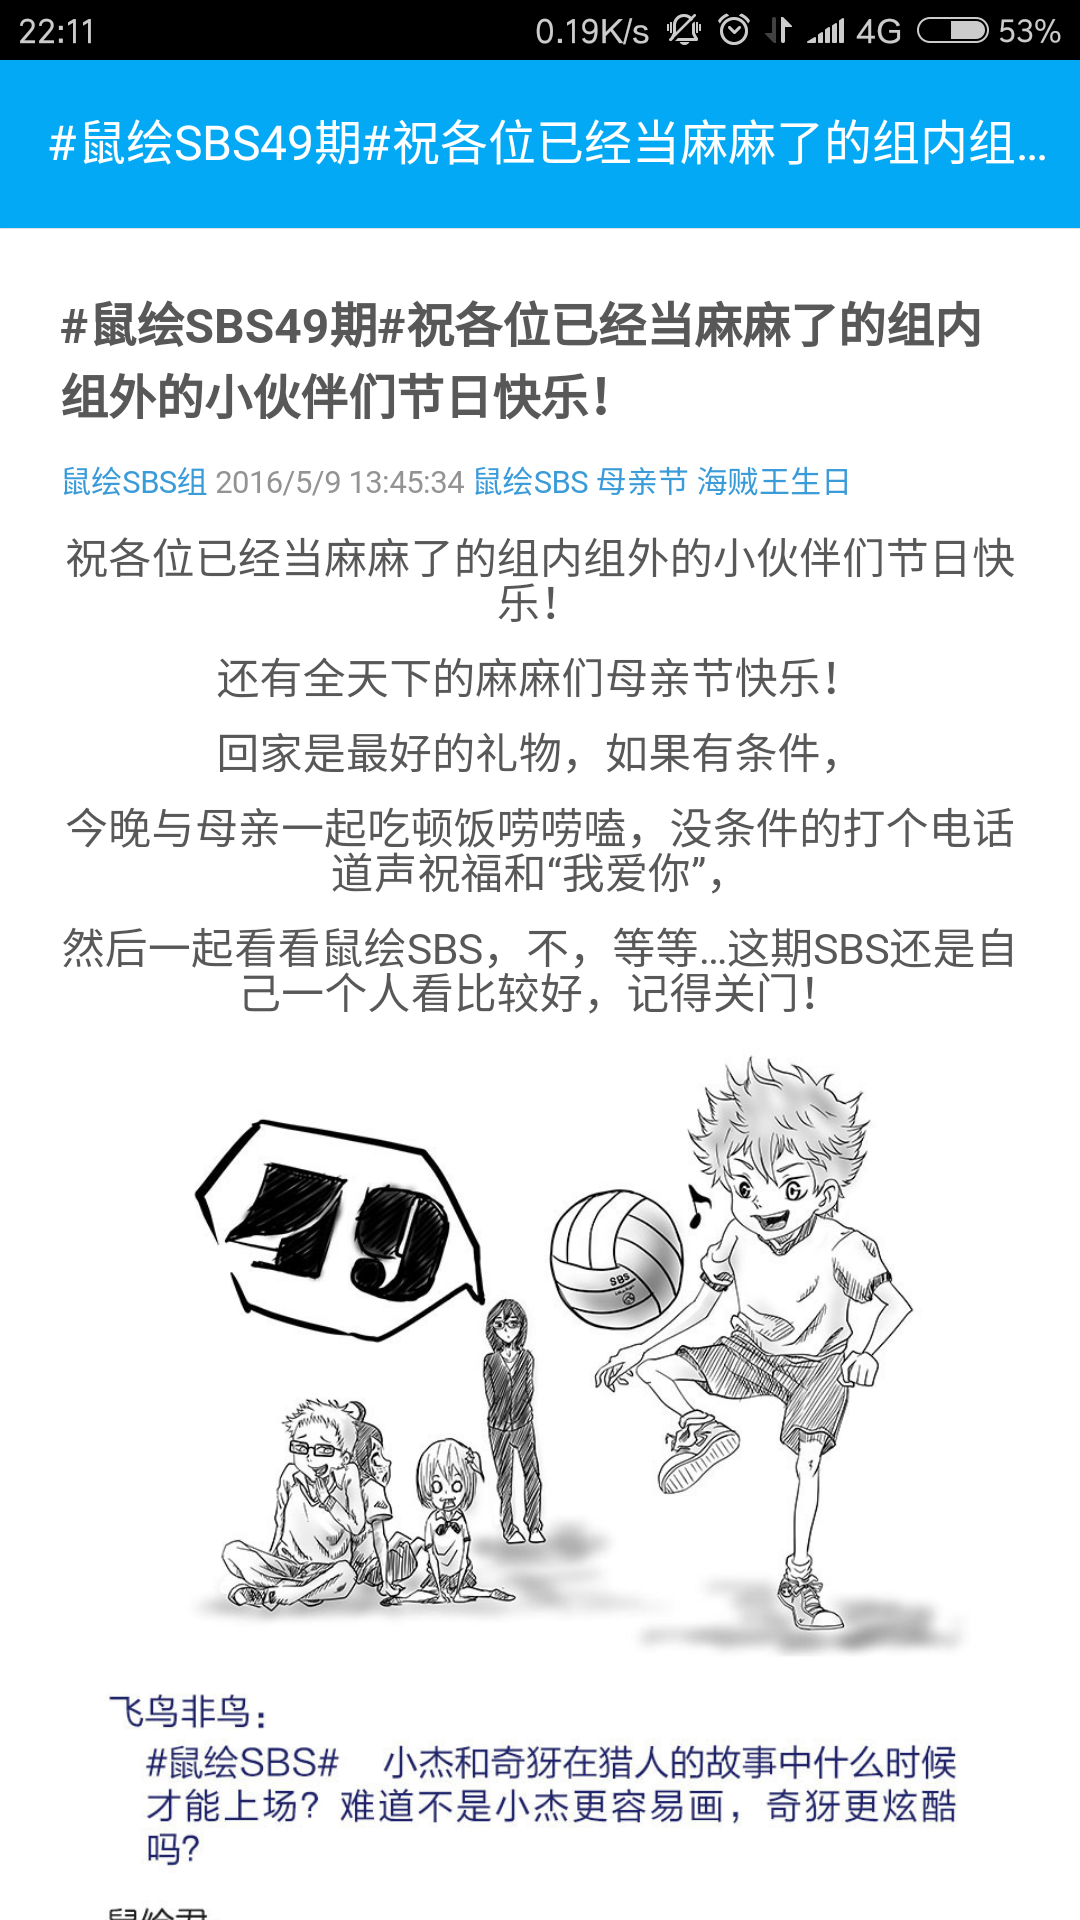 22:11 0.19K/s 4G 53%
#鼠绘SBS49期#祝各位已经当麻麻了的组内组...
#鼠绘SBS49期#祝各位已经当麻麻了的组内
组外的小伙伴们节日快乐！
鼠绘SBS组 2016/5/9 13:45:34 鼠绘SBS 母亲节 海贼王生日
祝各位已经当麻麻了的组内组外的小伙伴们节日快
乐！
还有全天下的麻麻们母亲节快乐！
回家是最好的礼物，如果有条件，
今晚与母亲一起吃顿饭唠唠嗑，没条件的打个电话
道声祝福和“我爱你”，
然后一起看看鼠绘SBS，不，等等...这期SBS还是自
己一个人看比较好，记得关门！
49
SBS
飞鸟非鸟：
#鼠绘SBS# 小杰和奇犽在猎人的故事中什么时候
才能上场？难道不是小杰更容易画，奇犽更炫酷
吗？